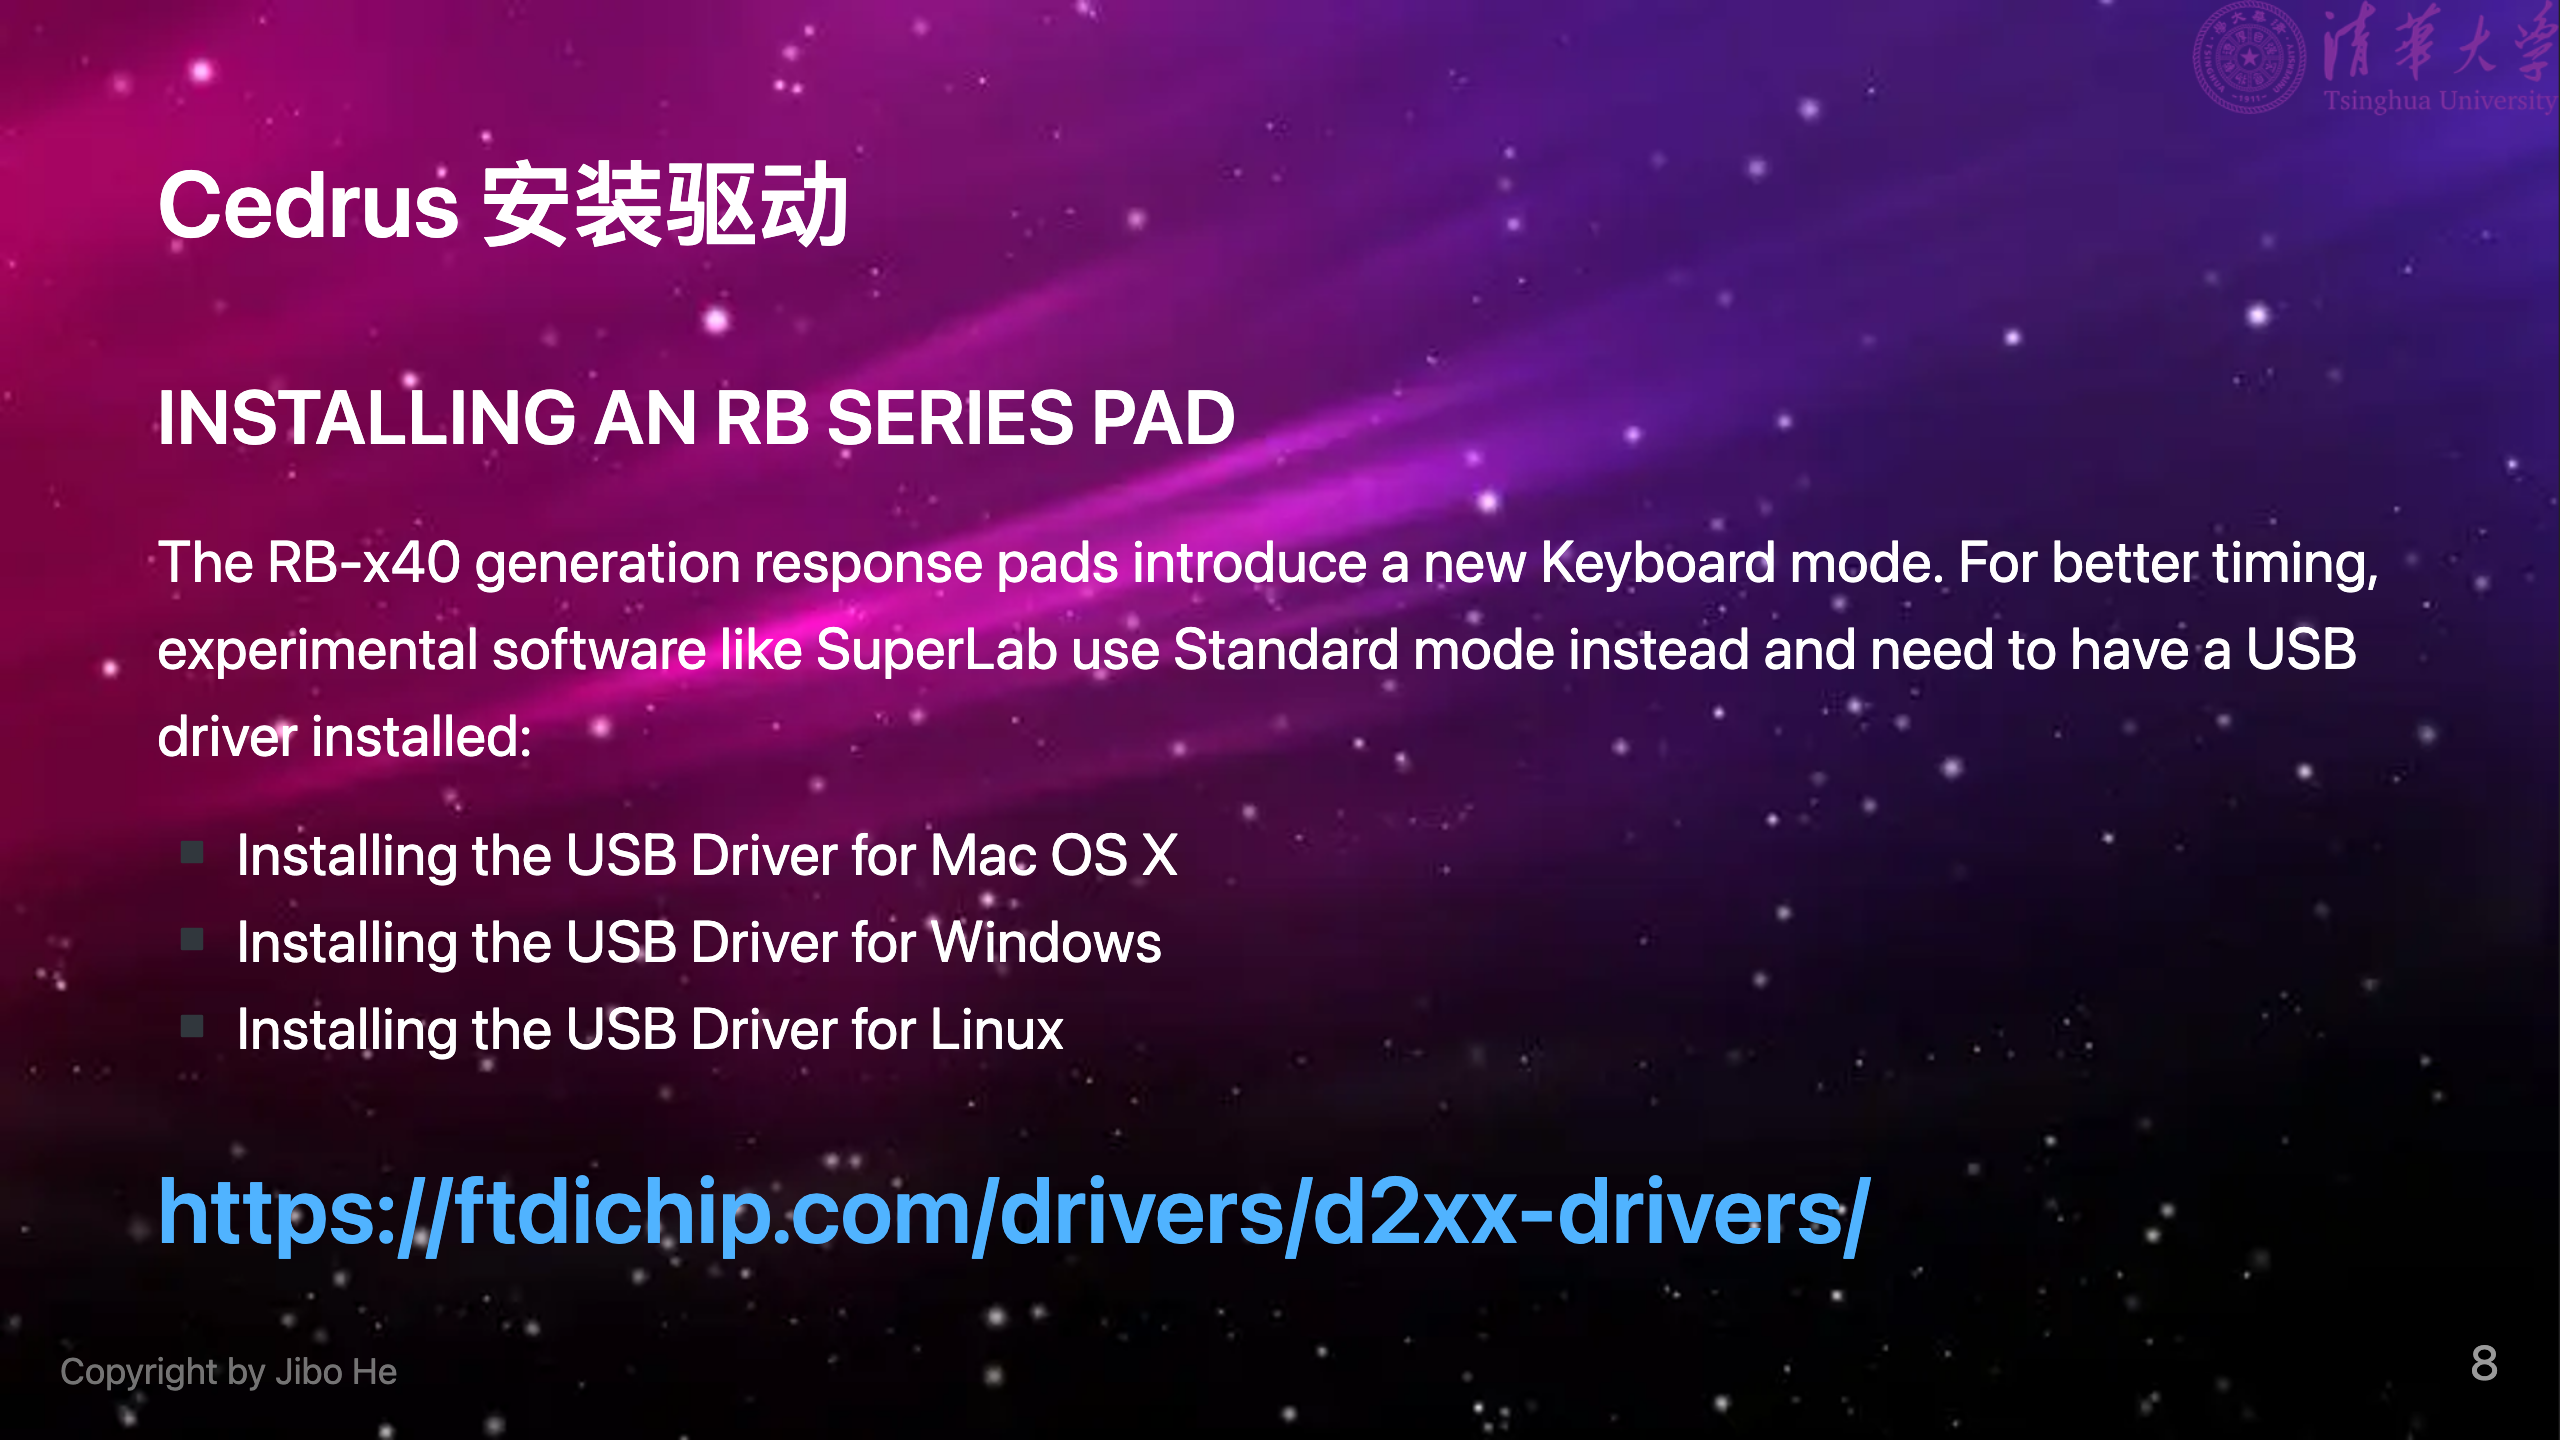 清华大学
Tsinghua University
Cedrus 安装驱动
INSTALLING AN RB SERIES PAD
The RB-x40 generation response pads introduce a new Keyboard mode. For better timing,
experimental software like SuperLab use Standard mode instead and need to have a USB
driver installed:
Installing the USB Driver for Mac OS X
Installing the USB Driver for Windows
Installing the USB Driver for Linux
https://ftdichip.com/drivers/d2xx-drivers/
Copyright by Jibo He
8